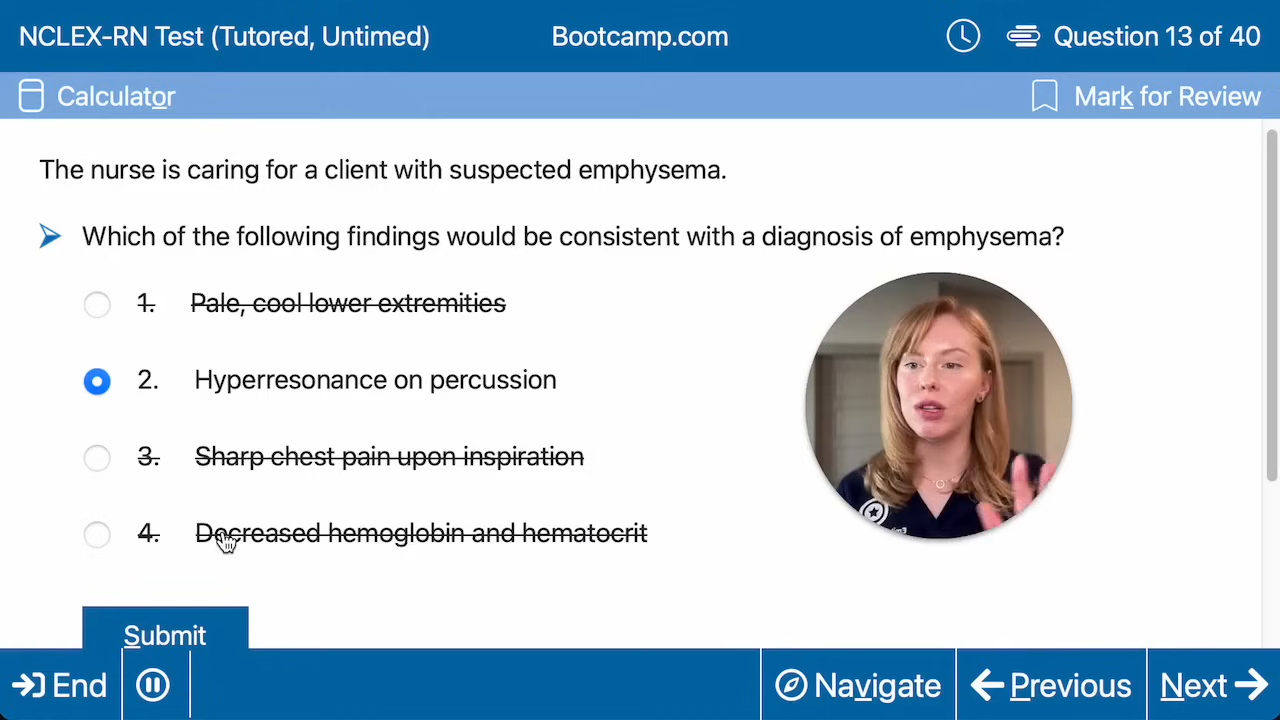 NCLEX-RN Test (Tutored, Untimed)
Bootcamp.com
Question 13 of 40
Calculator
Mark for Review
The nurse is caring for a client with suspected emphysema.
Which of the following findings would be consistent with a diagnosis of emphysema?
1. Pale, cool lower extremities
2. Hyperresonance on percussion
3. Sharp chest pain upon inspiration
4. Decreased hemoglobin and hematocrit
Submit
End
Navigate
Previous
Next